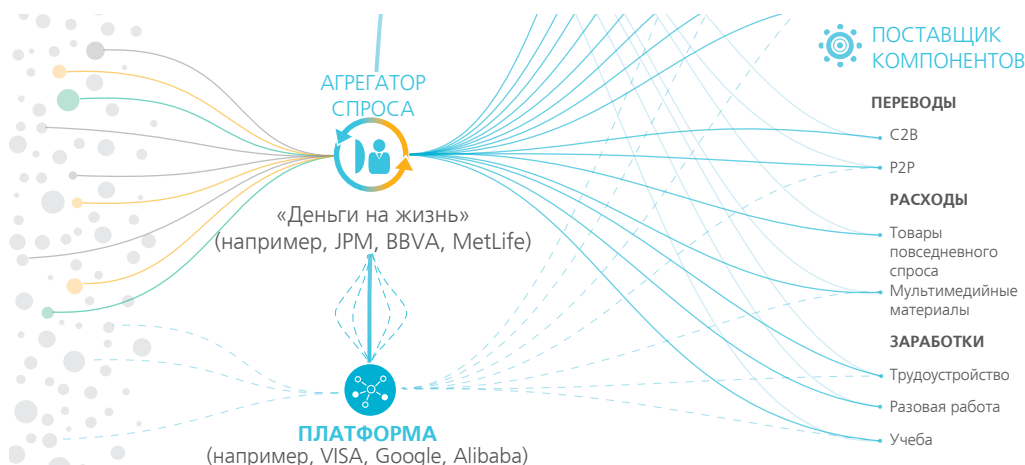 АГРЕГАТОР
СПРОСА
«Деньги на жизнь»
(например, JPM, BBVA, MetLife)
ПЛАТФОРМА
(например, VISA, Google, Alibaba)
ПОСТАВЩИК
КОМПОНЕНТОВ
ПЕРЕВОДЫ
C2B
P2P
РАСХОДЫ
Товары
повседневного
спроса
Мультимедийные
материалы
ЗАРАБОТКИ
Трудоустройство
Разовая работа
Учеба